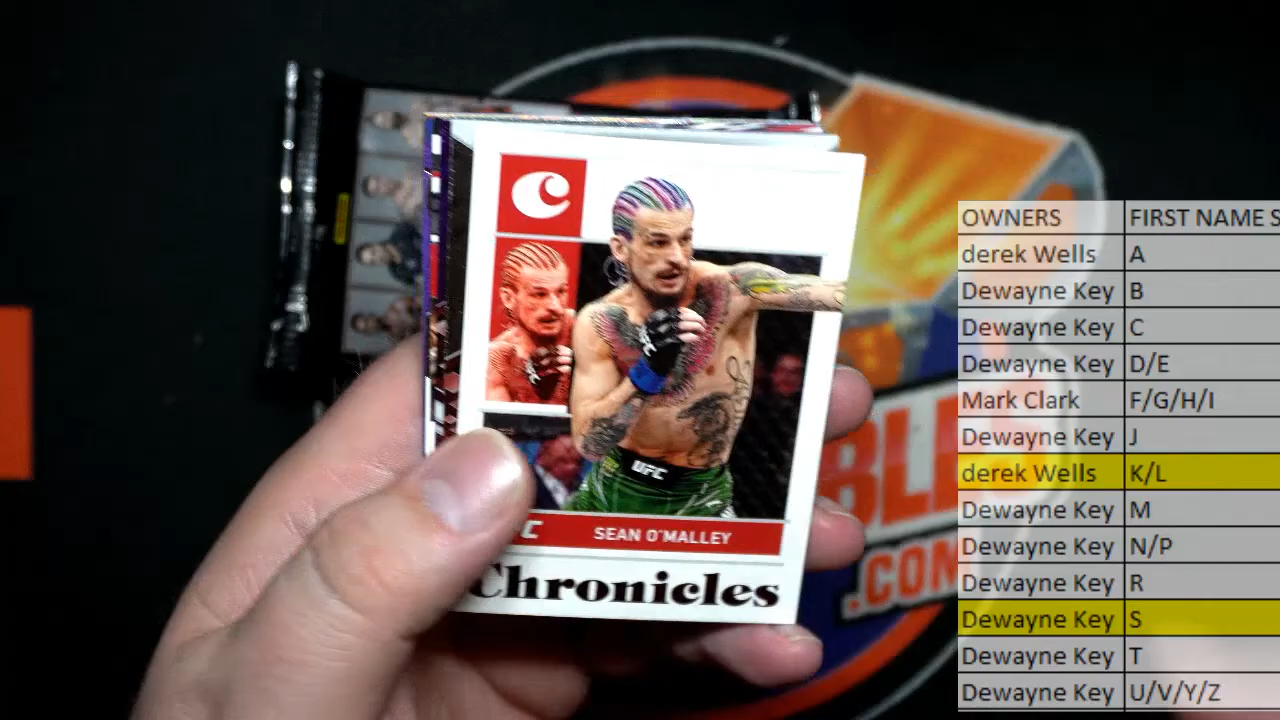 C
UFC
C
SEAN O'MALLEY
Chronicles
BLES
.COM
OWNERS FIRST NAME S
derek Wells A
Dewayne Key B
Dewayne Key C
Dewayne Key D/E
Mark Clark F/G/H/I
Dewayne Key J
derek Wells K/L
Dewayne Key M
Dewayne Key N/P
Dewayne Key R
Dewayne Key S
Dewayne Key T
Dewayne Key U/V/Y/Z